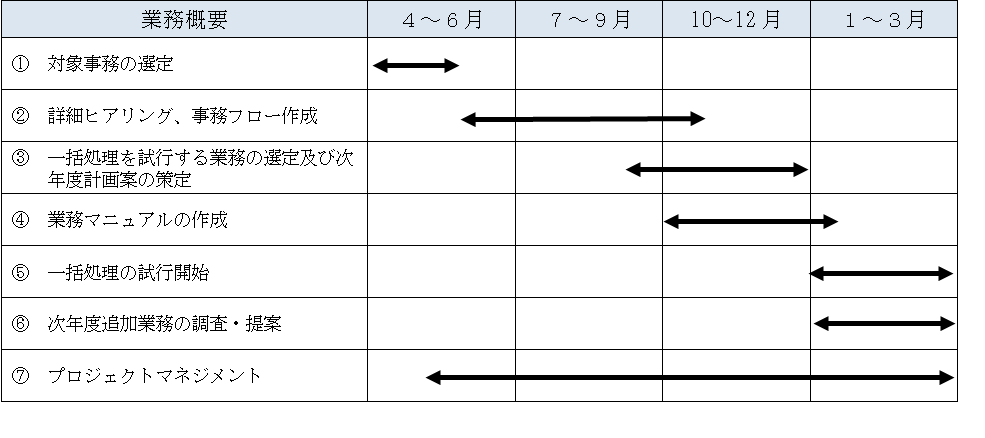 業務概要 ４～６月 ７～９月 10～12月 １～３月
① 対象事務の選定
② 詳細ヒアリング、事務フロー作成
③ 一括処理を試行する業務の選定及び次
年度計画案の策定
④ 業務マニュアルの作成
⑤ 一括処理の試行開始
⑥ 次年度追加業務の調査・提案
⑦ プロジェクトマネジメント